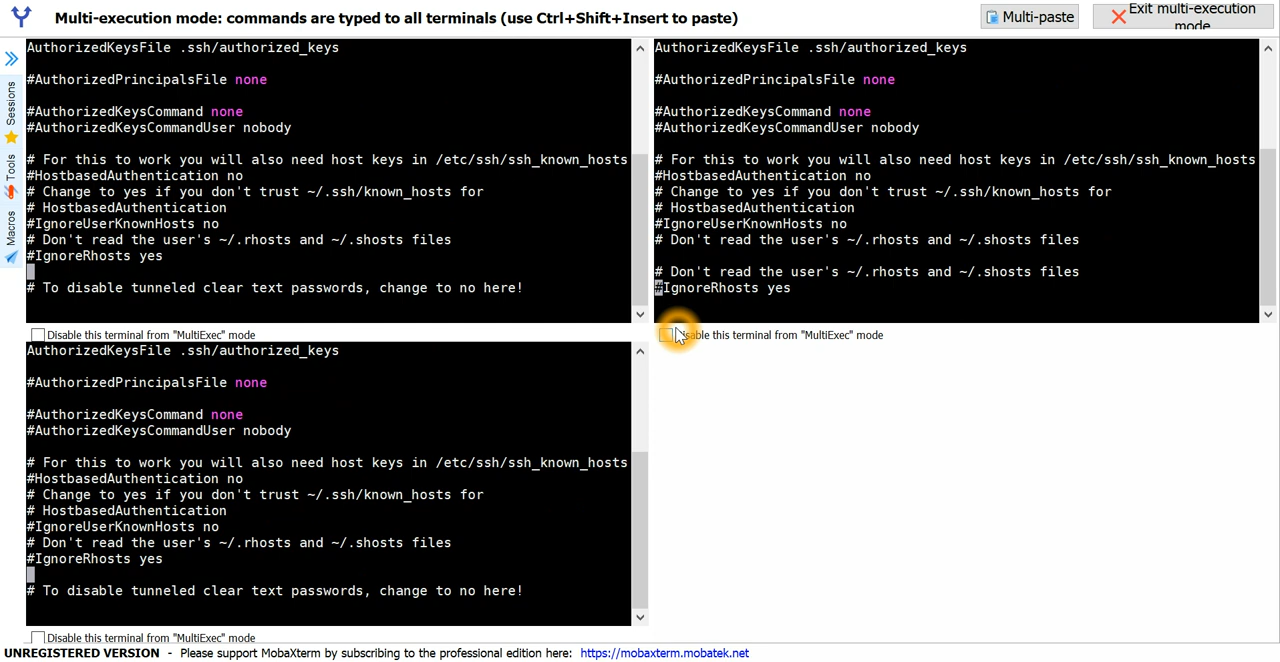 Multi-execution mode: commands are typed to all terminals (use Ctrl+Shift+Insert to paste)
Multi-paste
Exit multi-execution
mode
Sessions
Tools
Macros
AuthorizedKeysFile .ssh/authorized_keys
#AuthorizedPrincipalsFile none
#AuthorizedKeysCommand none
#AuthorizedKeysCommandUser nobody
# For this to work you will also need host keys in /etc/ssh/ssh_known_hosts
#HostbasedAuthentication no
# Change to yes if you don't trust ~/.ssh/known_hosts for
# HostbasedAuthentication
#IgnoreUserKnownHosts no
# Don't read the user's ~/.rhosts and ~/.shosts files
#IgnoreRhosts yes
# To disable tunneled clear text passwords, change to no here!
Disable this terminal from "MultiExec" mode
AuthorizedKeysFile .ssh/authorized_keys
#AuthorizedPrincipalsFile none
#AuthorizedKeysCommand none
#AuthorizedKeysCommandUser nobody
# For this to work you will also need host keys in /etc/ssh/ssh_known_hosts
#HostbasedAuthentication no
# Change to yes if you don't trust ~/.ssh/known_hosts for
# HostbasedAuthentication
#IgnoreUserKnownHosts no
# Don't read the user's ~/.rhosts and ~/.shosts files
# Don't read the user's ~/.rhosts and ~/.shosts files
#IgnoreRhosts yes
Disable this terminal from "MultiExec" mode
AuthorizedKeysFile .ssh/authorized_keys
#AuthorizedPrincipalsFile none
#AuthorizedKeysCommand none
#AuthorizedKeysCommandUser nobody
# For this to work you will also need host keys in /etc/ssh/ssh_known_hosts
#HostbasedAuthentication no
# Change to yes if you don't trust ~/.ssh/known_hosts for
# HostbasedAuthentication
#IgnoreUserKnownHosts no
# Don't read the user's ~/.rhosts and ~/.shosts files
#IgnoreRhosts yes
# To disable tunneled clear text passwords, change to no here!
Disable this terminal from "MultiExec" mode
UNREGISTERED VERSION - Please support MobaXterm by subscribing to the professional edition here: https://mobaxterm.mobatek.net